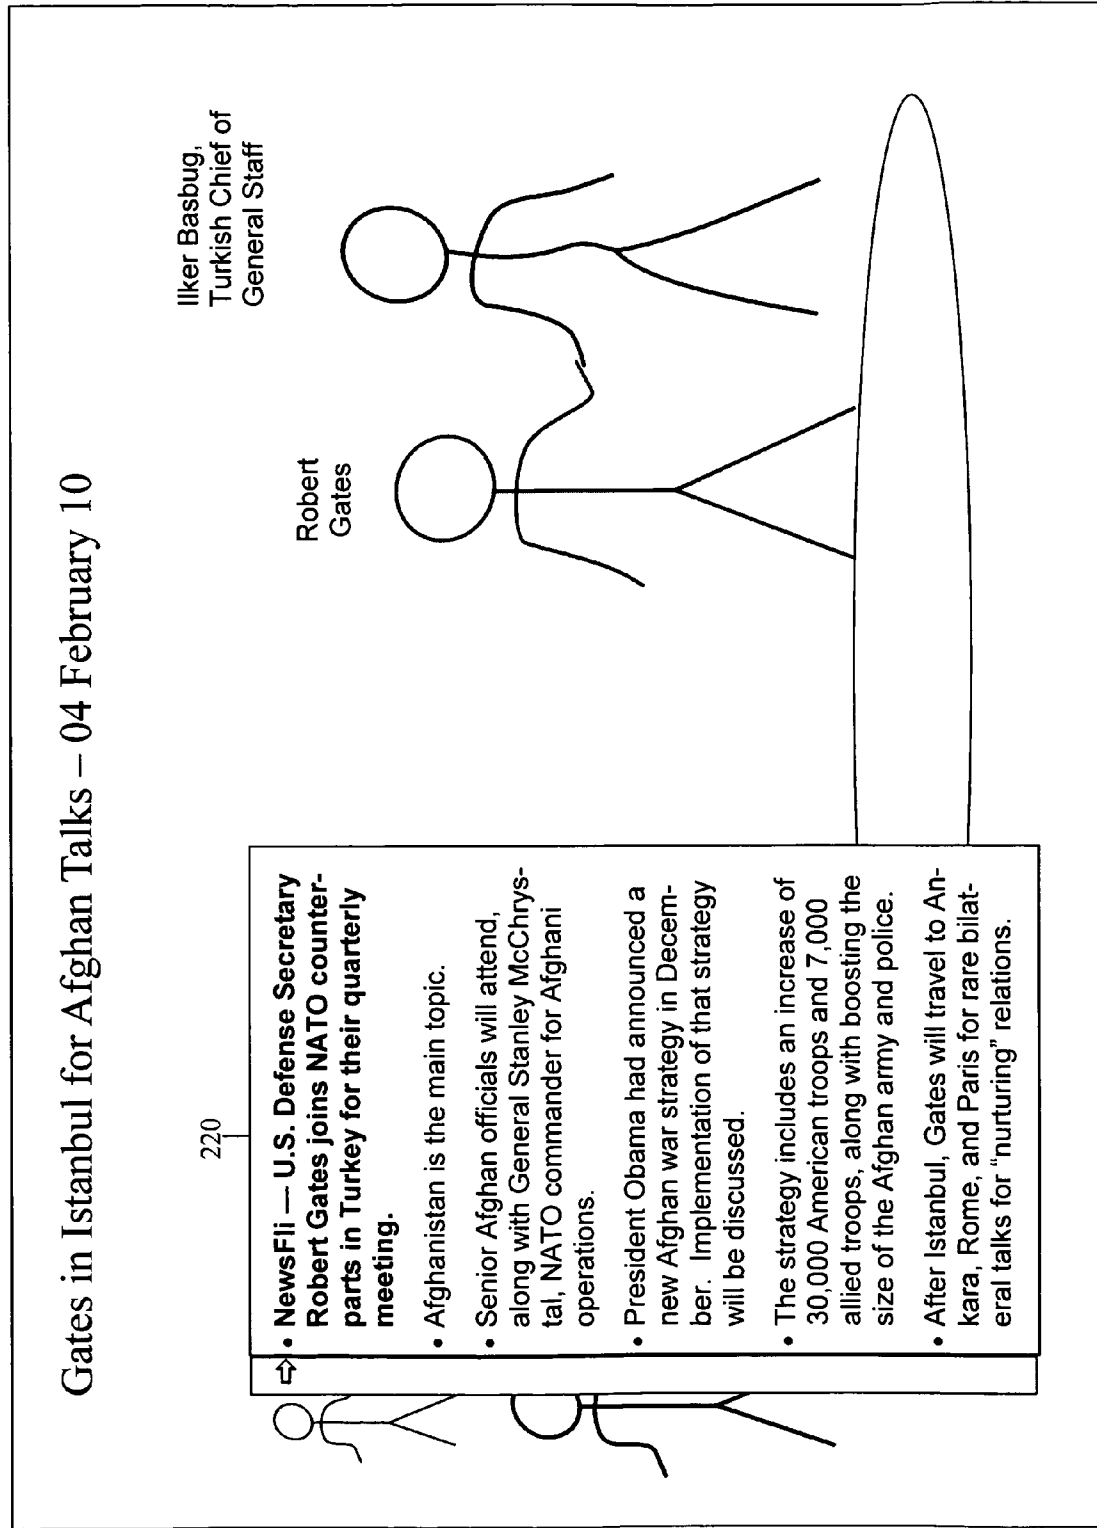 Gates in Istanbul for Afghan Talks – 04 February 10
220
⇨ • NewsFli — U.S. Defense Secretary
Robert Gates joins NATO counter-
parts in Turkey for their quarterly
meeting.
• Afghanistan is the main topic.
• Senior Afghan officials will attend,
along with General Stanley McChrys-
tal, NATO commander for Afghani
operations.
• President Obama had announced a
new Afghan war strategy in Decem-
ber. Implementation of that strategy
will be discussed.
• The strategy includes an increase of
30,000 American troops and 7,000
allied troops, along with boosting the
size of the Afghan army and police.
• After Istanbul, Gates will travel to An-
kara, Rome, and Paris for rare bilat-
eral talks for “nurturing” relations.
Robert
Gates
Ilker Basbug,
Turkish Chief of
General Staff